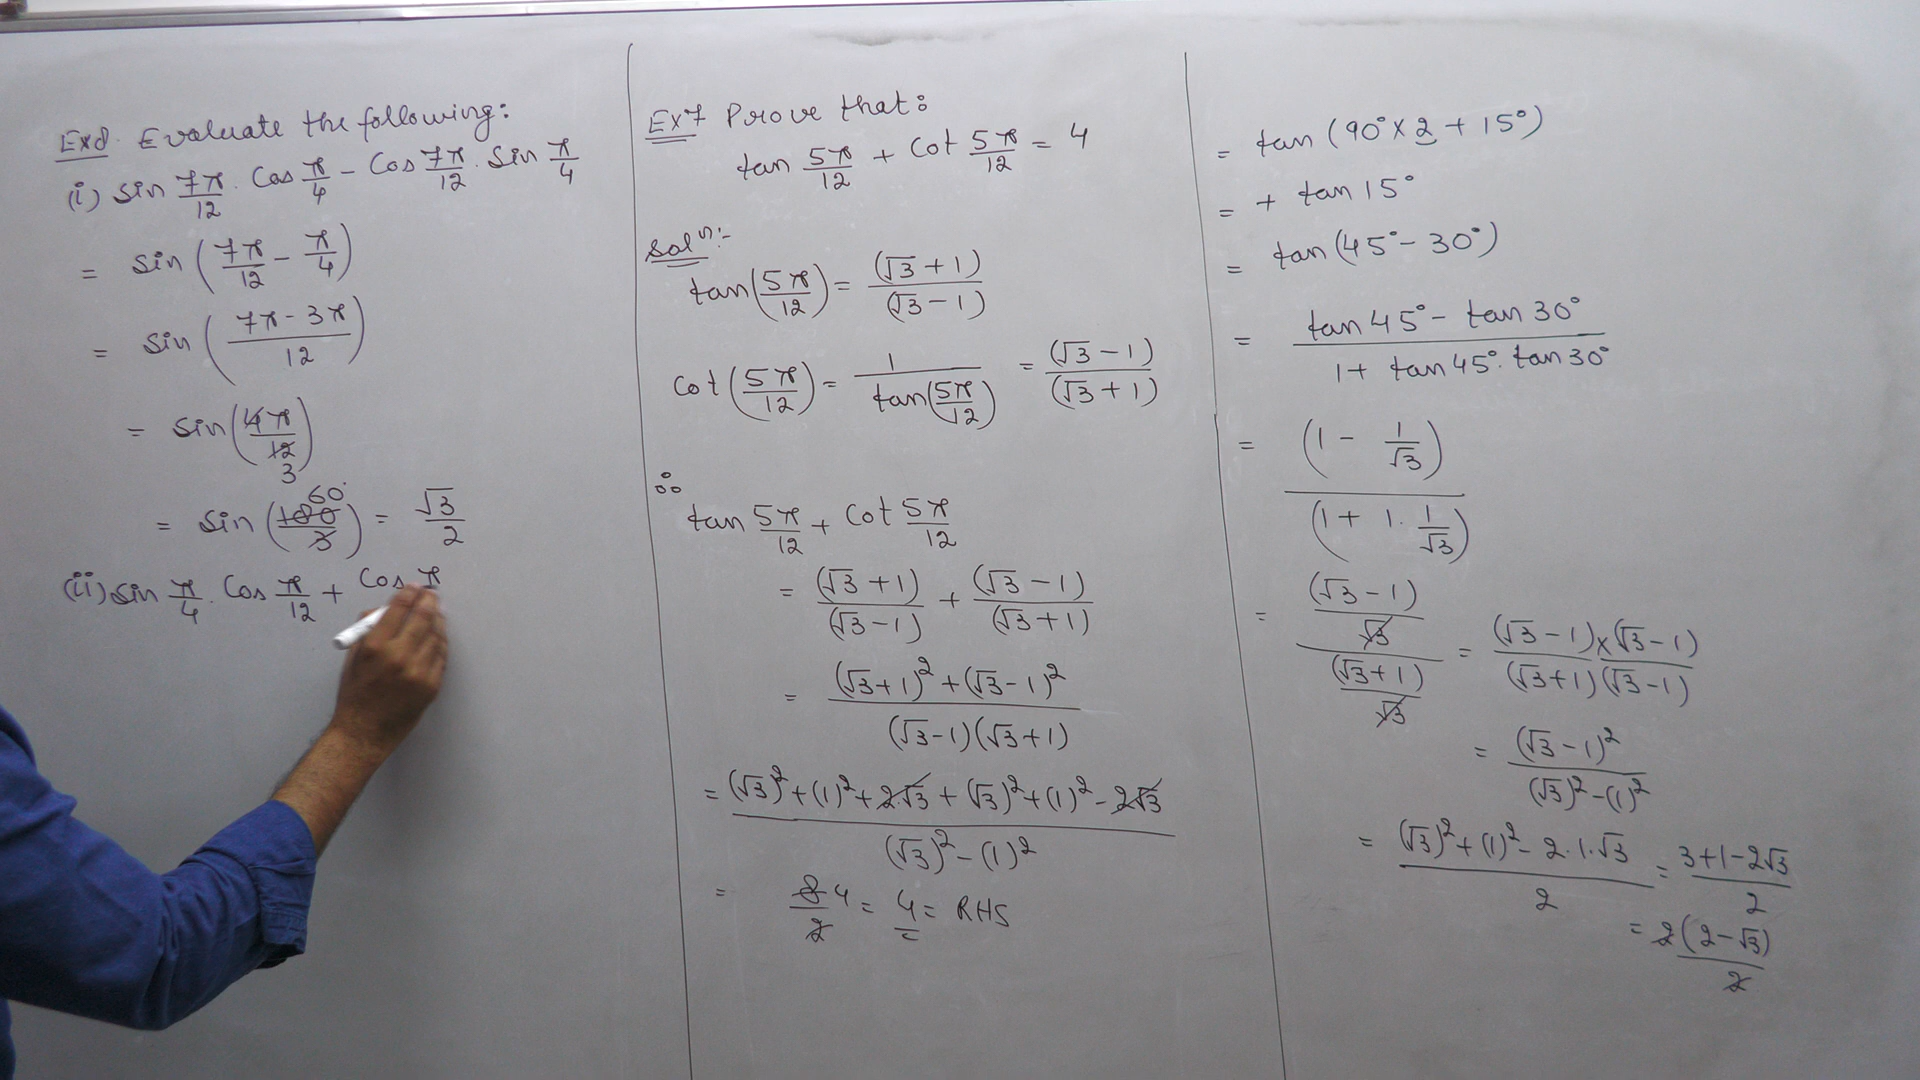 Ex8. Evaluate the following:
(i) sin 7π/12 . Cos π/4 - Cos 7π/12 . Sin π/4
= sin (7π/12 - π/4)
= sin ((7π - 3π)/12)
= sin (4π/12)
3
60°
= sin (180/3) = √3/2
(ii) sin π/4 . Cos π/12 + Cos π
Ex7 Prove that:
tan 5π/12 + Cot 5π/12 = 4
Solⁿ:-
tan(5π/12) = (√3 + 1)/(√3 - 1)
Cot(5π/12) = 1/tan(5π/12) = (√3 - 1)/(√3 + 1)
∴
tan 5π/12 + Cot 5π/12
= (√3 + 1)/(√3 - 1) + (√3 - 1)/(√3 + 1)
= ((√3+1)² + (√3-1)²)/((√3-1)(√3+1))
= ((√3)² + (1)² + 2.√3 + (√3)² + (1)² - 2√3)/((√3)² - (1)²)
= 8/2 4 = 4 = RHS
= tan (90° × 2 + 15°)
= + tan 15°
= tan (45° - 30°)
= (tan 45° - tan 30°)/(1 + tan 45°. tan 30°)
= (1 - 1/√3)/(1 + 1. 1/√3)
= ((√3 - 1)/√3)/((√3+1)/√3) = (√3 - 1)×(√3 - 1)/(√3+1)(√3-1)
= (√3 - 1)²/((√3)² - (1)²)
= ((√3)² + (1)² - 2.1.√3)/2 = (3+1-2√3)/2
= 2(2-√3)/2